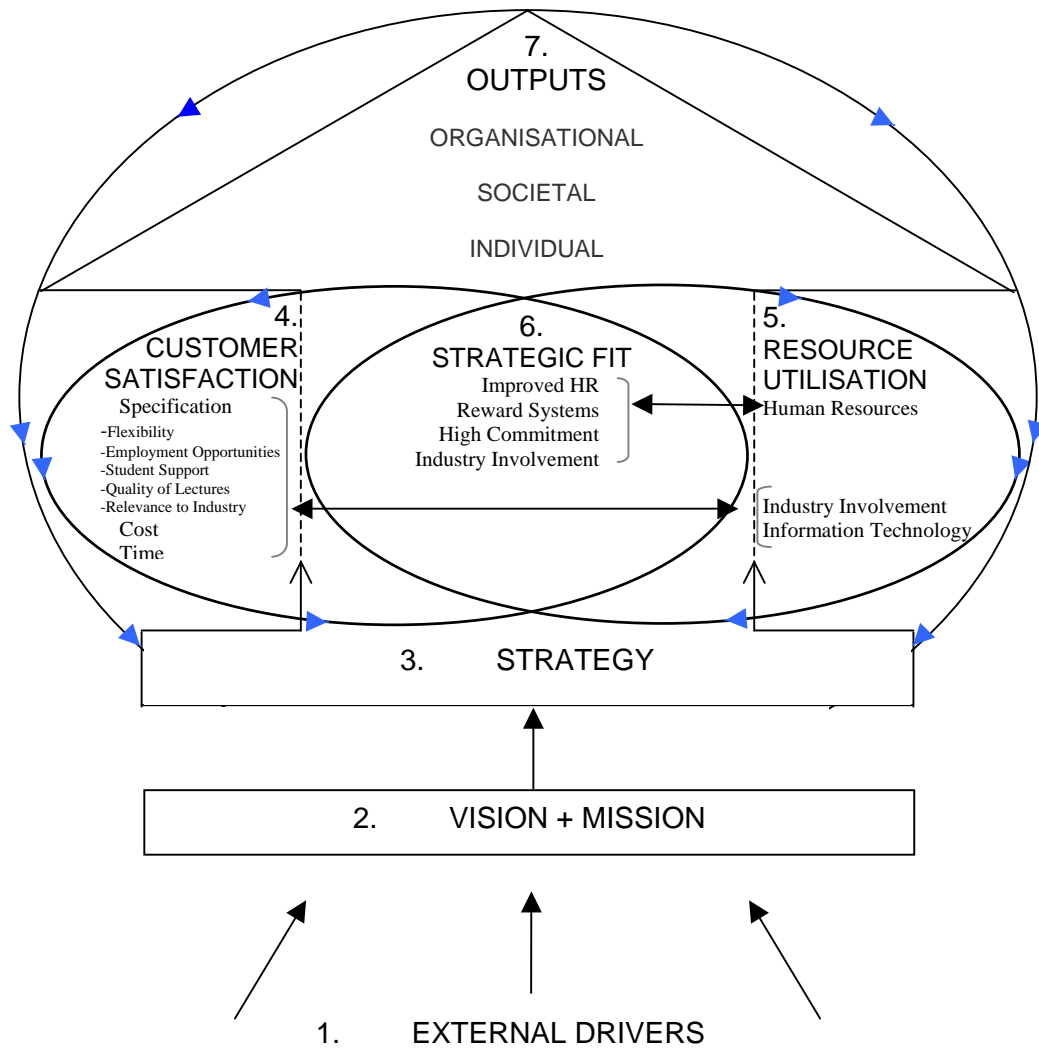 7.
OUTPUTS
ORGANISATIONAL
SOCIETAL
INDIVIDUAL
4.
CUSTOMER
SATISFACTION
Specification
-Flexibility
-Employment Opportunities
-Student Support
-Quality of Lectures
-Relevance to Industry
Cost
Time
6.
STRATEGIC FIT
Improved HR
Reward Systems
High Commitment
Industry Involvement
5.
RESOURCE
UTILISATION
Human Resources
Industry Involvement
Information Technology
3. STRATEGY
2. VISION + MISSION
1. EXTERNAL DRIVERS